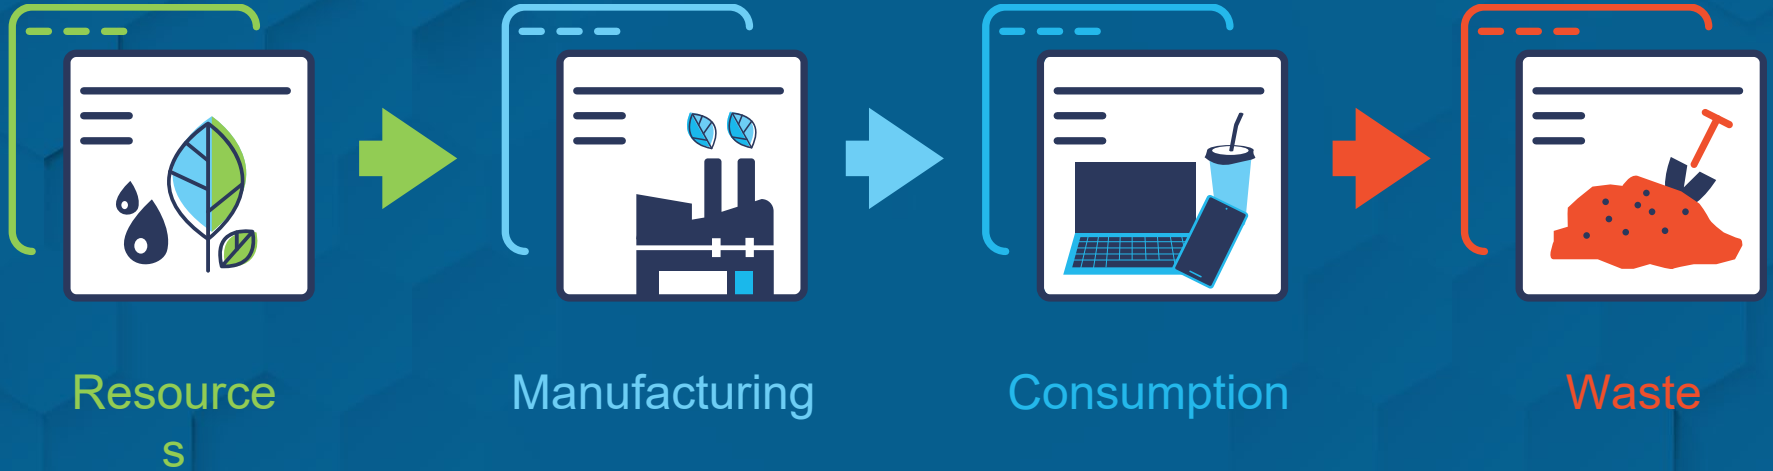 Resource
s
Manufacturing
Consumption
Waste